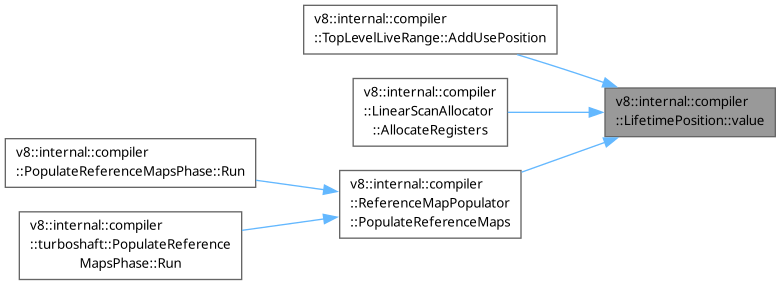 v8::internal::compiler
::TopLevelLiveRange::AddUsePosition
v8::internal::compiler
::LinearScanAllocator
::AllocateRegisters
v8::internal::compiler
::LifetimePosition::value
v8::internal::compiler
::PopulateReferenceMapsPhase::Run
v8::internal::compiler
::ReferenceMapPopulator
::PopulateReferenceMaps
v8::internal::compiler
::turboshaft::PopulateReference
MapsPhase::Run